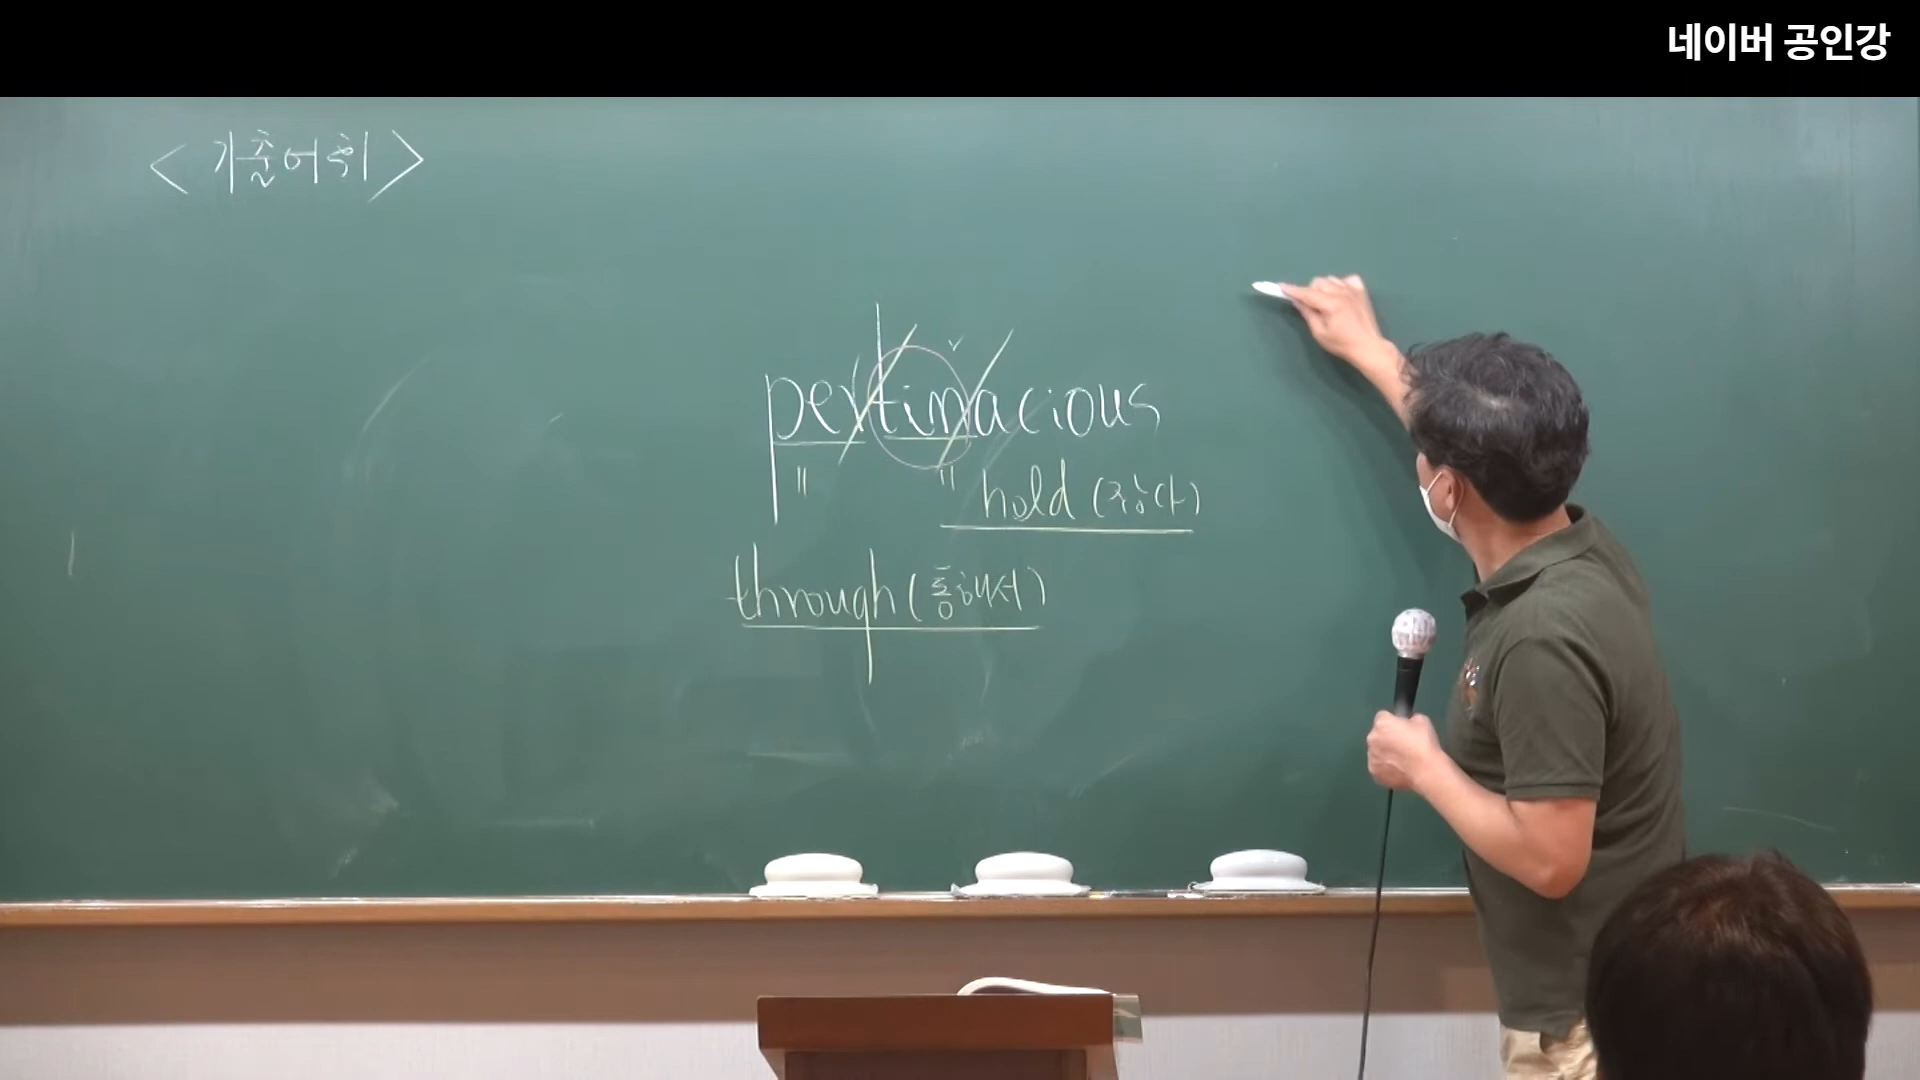 네이버 공인강
<기출어휘>
pertinacious
" " hold (잡다)
through (통해서)